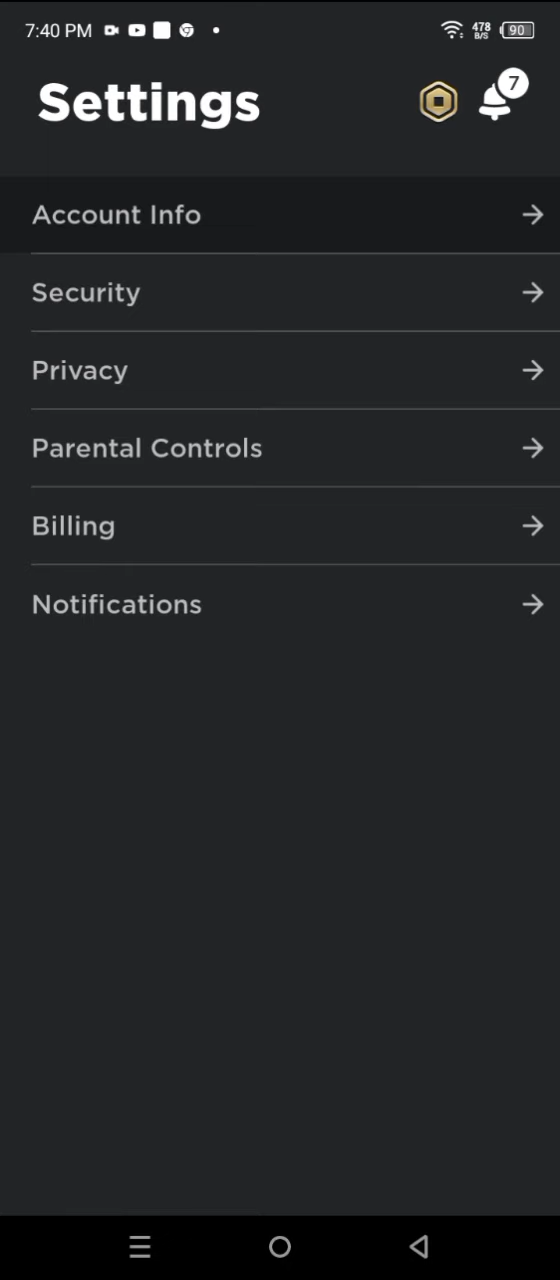 7:40 PM 478 B/S 90
Settings 7
Account Info
Security
Privacy
Parental Controls
Billing
Notifications